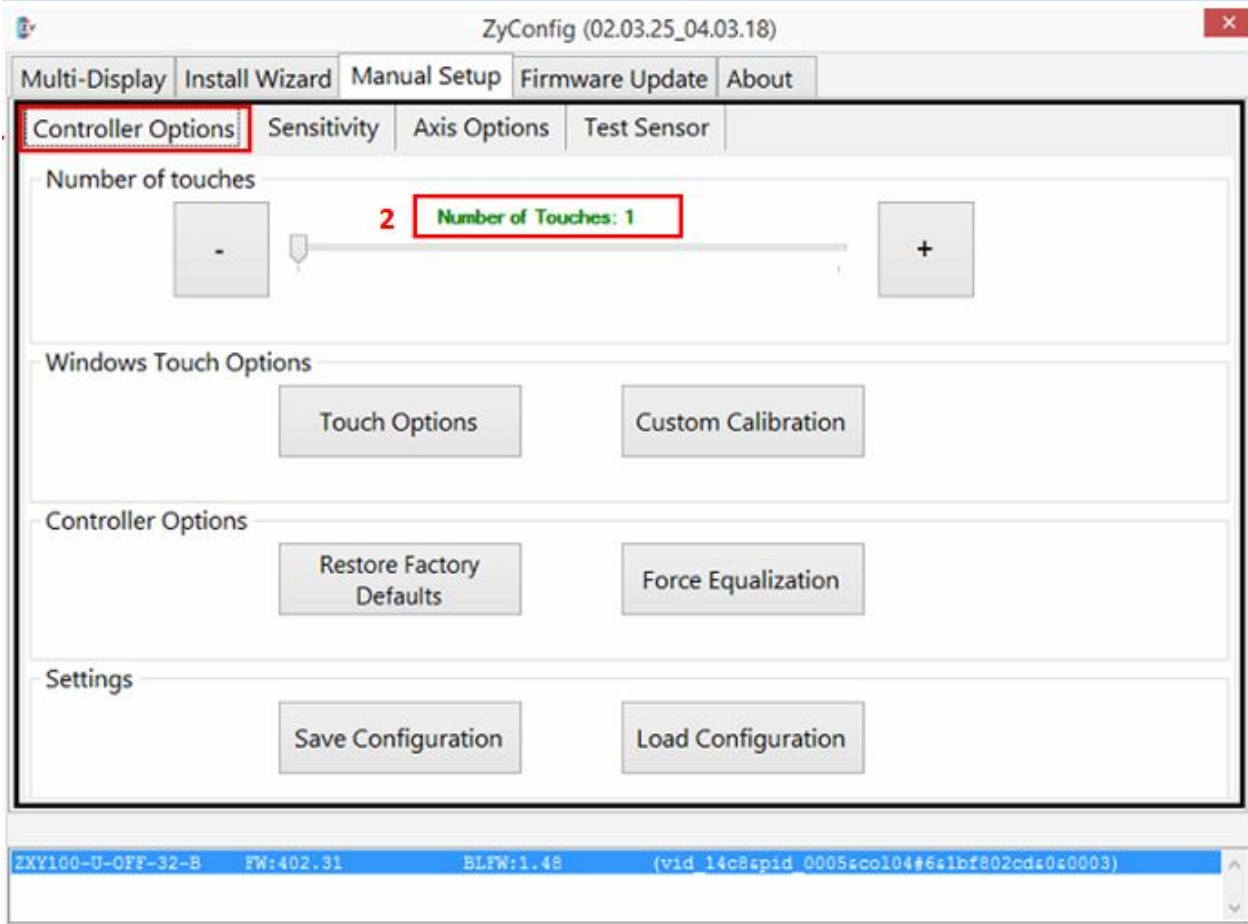 ZyConfig (02.03.25_04.03.18)
Multi-Display Install Wizard Manual Setup Firmware Update About
Controller Options Sensitivity Axis Options Test Sensor
Number of touches
2 Number of Touches: 1
- +
Windows Touch Options
Touch Options Custom Calibration
Controller Options
Restore Factory
Defaults
Force Equalization
Settings
Save Configuration Load Configuration
ZXY100-U-OFF-32-B FW:402.31 BLFW:1.48 (vid_14c8&pid_0005&col04#6&1bf802cd&0&0003)